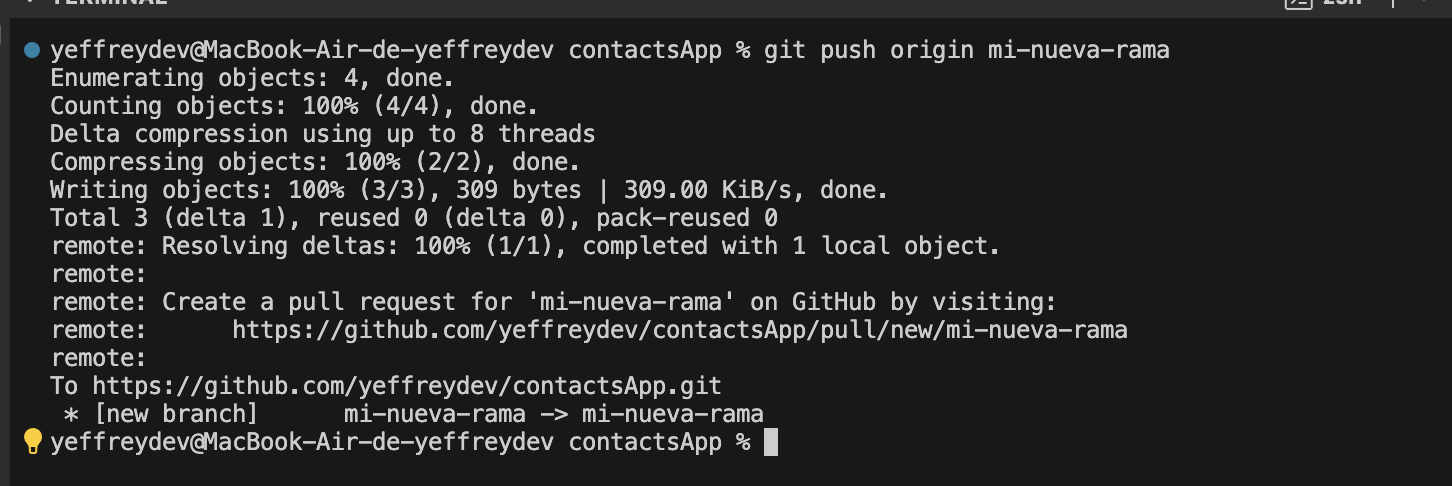 TERMINAL
zsh
yeffreydev@MacBook-Air-de-yeffreydev contactsApp % git push origin mi-nueva-rama
Enumerating objects: 4, done.
Counting objects: 100% (4/4), done.
Delta compression using up to 8 threads
Compressing objects: 100% (2/2), done.
Writing objects: 100% (3/3), 309 bytes | 309.00 KiB/s, done.
Total 3 (delta 1), reused 0 (delta 0), pack-reused 0
remote: Resolving deltas: 100% (1/1), completed with 1 local object.
remote:
remote: Create a pull request for 'mi-nueva-rama' on GitHub by visiting:
remote:      https://github.com/yeffreydev/contactsApp/pull/new/mi-nueva-rama
remote:
To https://github.com/yeffreydev/contactsApp.git
 * [new branch]      mi-nueva-rama -> mi-nueva-rama
yeffreydev@MacBook-Air-de-yeffreydev contactsApp %